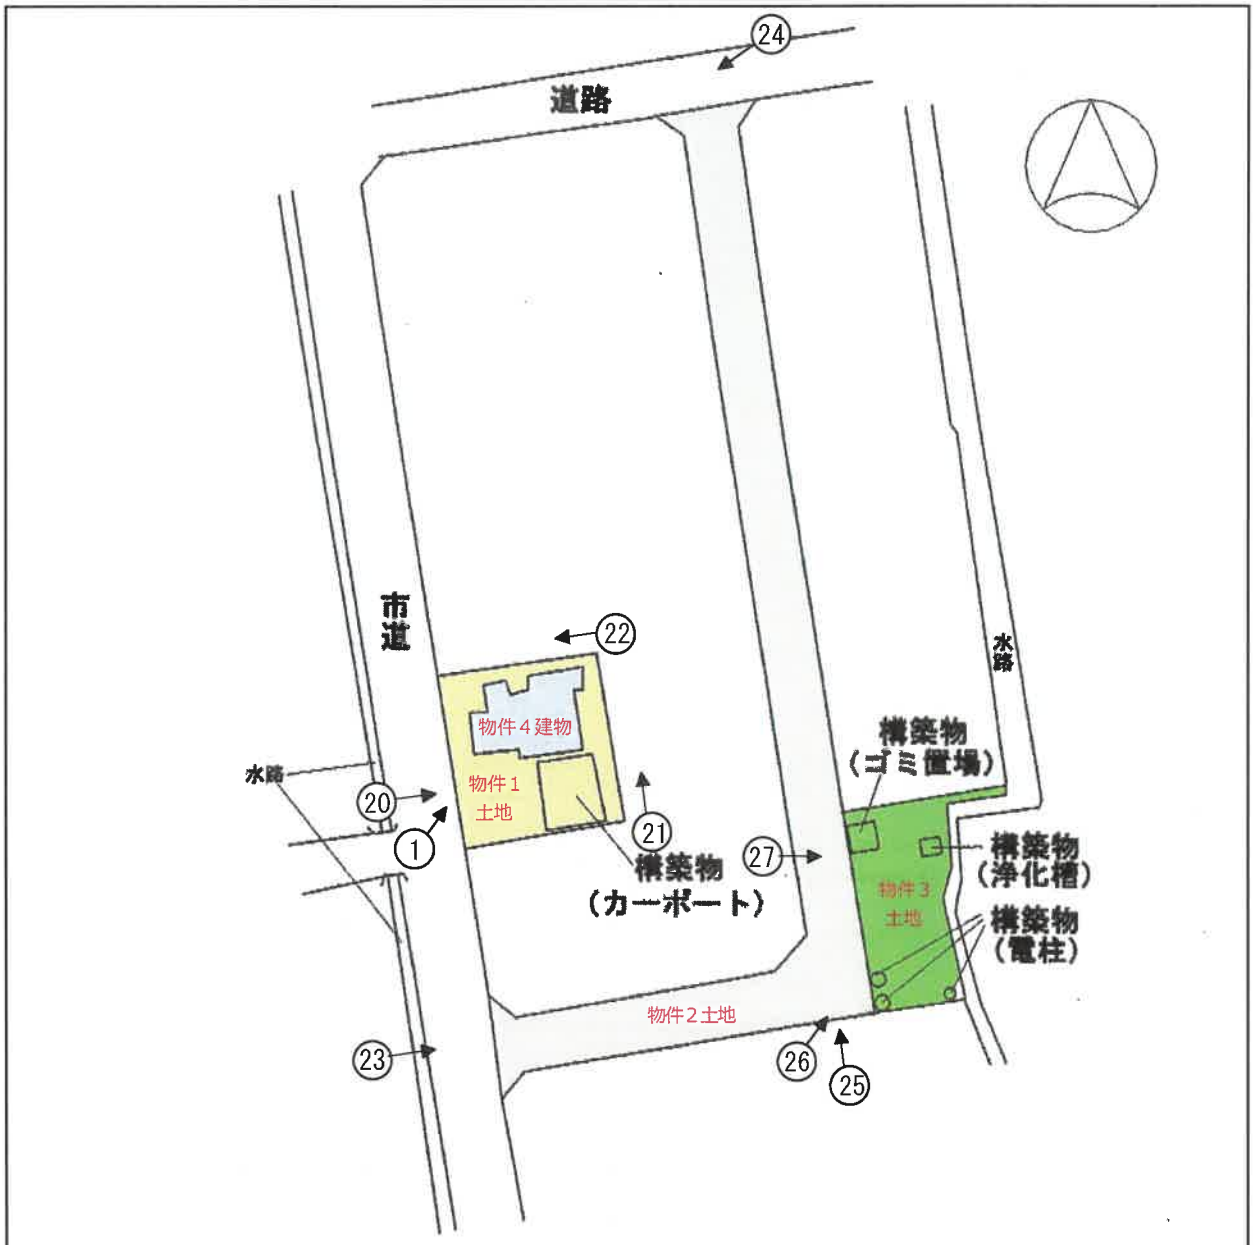 24
道路
市道
22
水路
物件4建物
構築物
(ゴミ置場)
水路
物件1
土地
20
1
21
構築物
(カーポート)
27
構築物
(浄化槽)
物件3
土地
構築物
(電柱)
物件2土地
23
26
25